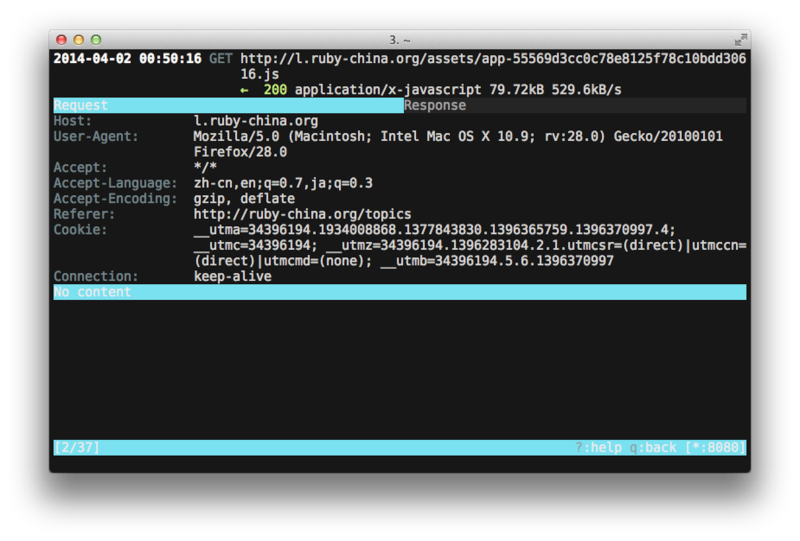 3. ~
2014-04-02 00:50:16 GET http://l.ruby-china.org/assets/app-55569d3cc0c78e8125f78c10bdd306
16.js
← 200 application/x-javascript 79.72kB 529.6kB/s
Request Response
Host: l.ruby-china.org
User-Agent: Mozilla/5.0 (Macintosh; Intel Mac OS X 10.9; rv:28.0) Gecko/20100101
Firefox/28.0
Accept: */*
Accept-Language: zh-cn,en;q=0.7,ja;q=0.3
Accept-Encoding: gzip, deflate
Referer: http://ruby-china.org/topics
Cookie: __utma=34396194.1934008868.1377843830.1396365759.1396370997.4;
__utmc=34396194; __utmz=34396194.1396283104.2.1.utmcsr=(direct)|utmccn=
(direct)|utmcmd=(none); __utmb=34396194.5.6.1396370997
Connection: keep-alive
No content
[2/37] ?:help q:back [*:8080]